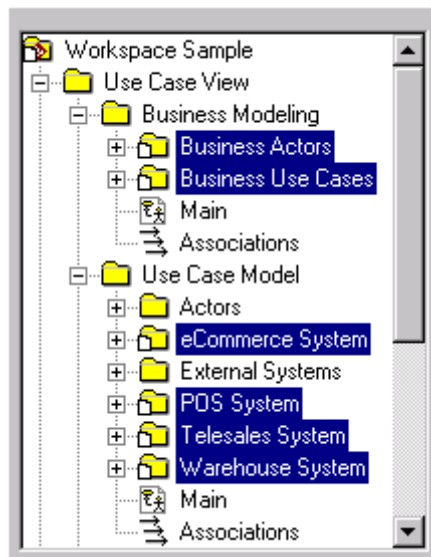 Workspace Sample
Use Case View
Business Modeling
Business Actors
Business Use Cases
Main
Associations
Use Case Model
Actors
eCommerce System
External Systems
POS System
Telesales System
Warehouse System
Main
Associations